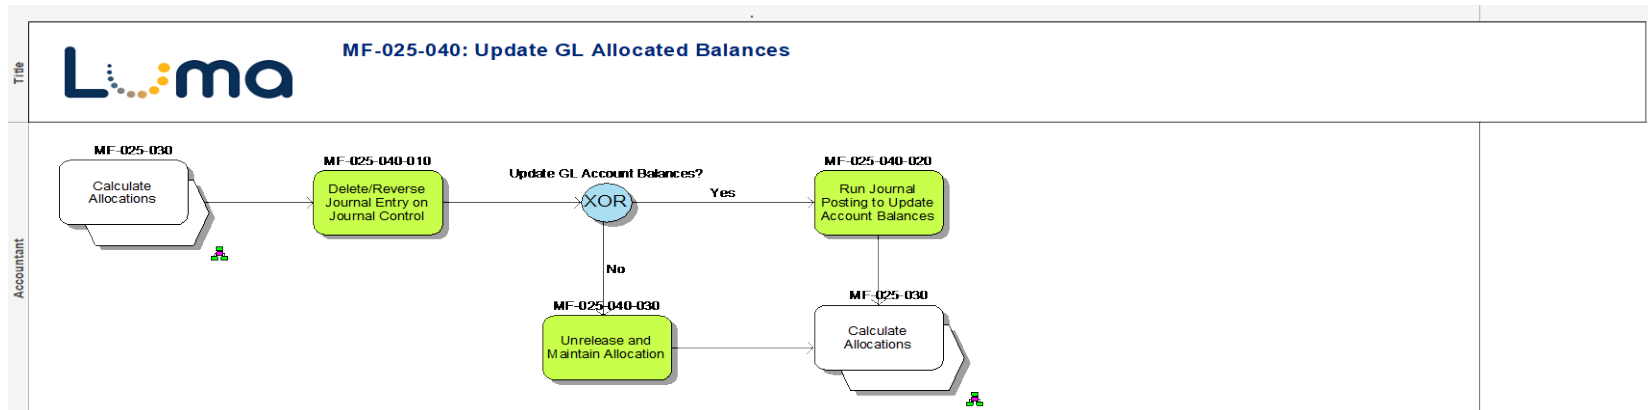 Title
Luma
MF-025-040: Update GL Allocated Balances
Accountant
MF-025-030
Calculate
Allocations
MF-025-040-010
Delete/Reverse
Journal Entry on
Journal Control
Update GL Account Balances?
XOR
Yes
No
MF-025-040-020
Run Journal
Posting to Update
Account Balances
MF-025-040-030
Unrelease and
Maintain Allocation
MF-025-030
Calculate
Allocations